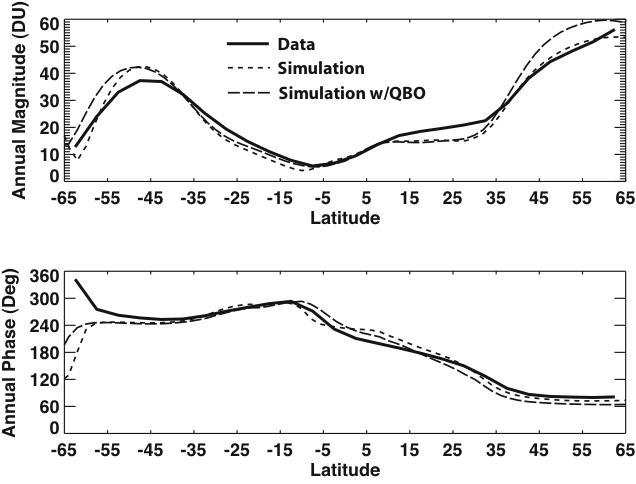 Annual Magnitude (DU)
60
50
40
30
20
10
0
Data
Simulation
Simulation w/QBO
-65 -55 -45 -35 -25 -15 -5 5 15 25 35 45 55 65
Latitude
Annual Phase (Deg)
360
300
240
180
120
60
0
-65 -55 -45 -35 -25 -15 -5 5 15 25 35 45 55 65
Latitude